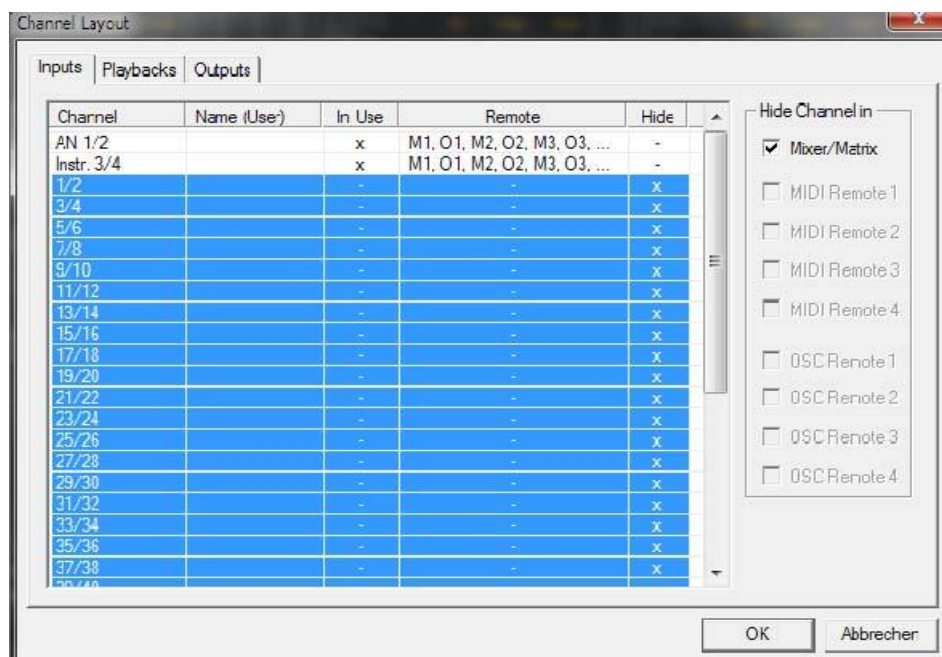 Channel Layout
x
Inputs Playbacks Outputs
Channel Name (User) In Use Remote Hide
AN 1/2 x M1, O1, M2, O2, M3, O3, ... -
Instr. 3/4 x M1, O1, M2, O2, M3, O3, ... -
1/2 - - x
3/4 - - x
5/6 - - x
7/8 - - x
9/10 - - x
11/12 - - x
13/14 - - x
15/16 - - x
17/18 - - x
19/20 - - x
21/22 - - x
23/24 - - x
25/26 - - x
27/28 - - x
29/30 - - x
31/32 - - x
33/34 - - x
35/36 - - x
37/38 - - x
Hide Channel in
Mixer/Matrix
MIDI Remote 1
MIDI Remote 2
MIDI Remote 3
MIDI Remote 4
OSC Remote 1
OSC Remote 2
OSC Remote 3
OSC Remote 4
OK Abbrechen